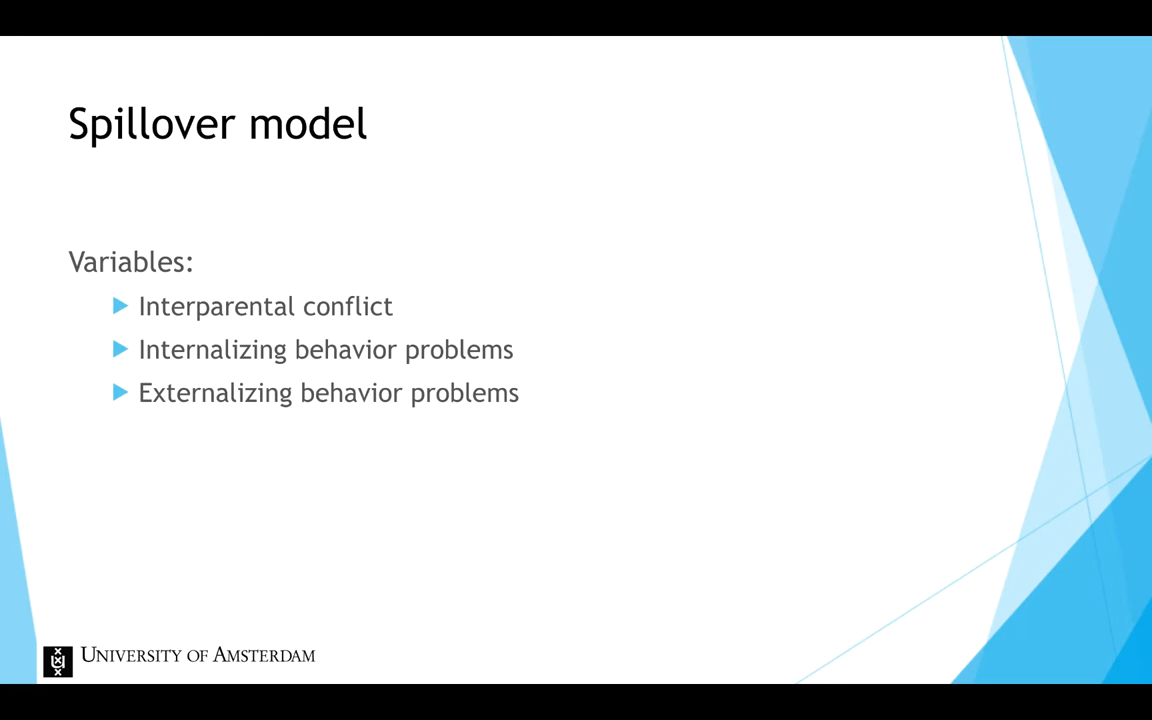 Spillover model
Variables:
Interparental conflict
Internalizing behavior problems
Externalizing behavior problems
UNIVERSITY OF AMSTERDAM